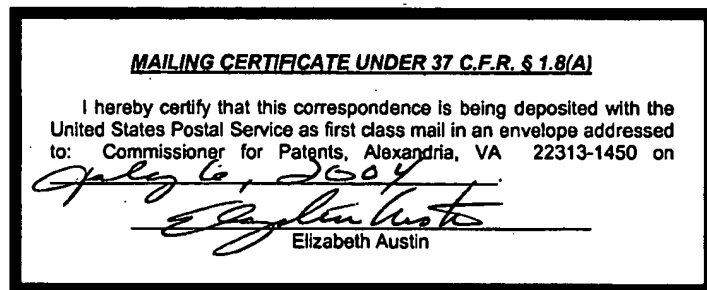 MAILING CERTIFICATE UNDER 37 C.F.R. § 1.8(A)
I hereby certify that this correspondence is being deposited with the
United States Postal Service as first class mail in an envelope addressed
to: Commissioner for Patents, Alexandria, VA 22313-1450 on
July 6, 2004.
Elizabeth Austin
Elizabeth Austin